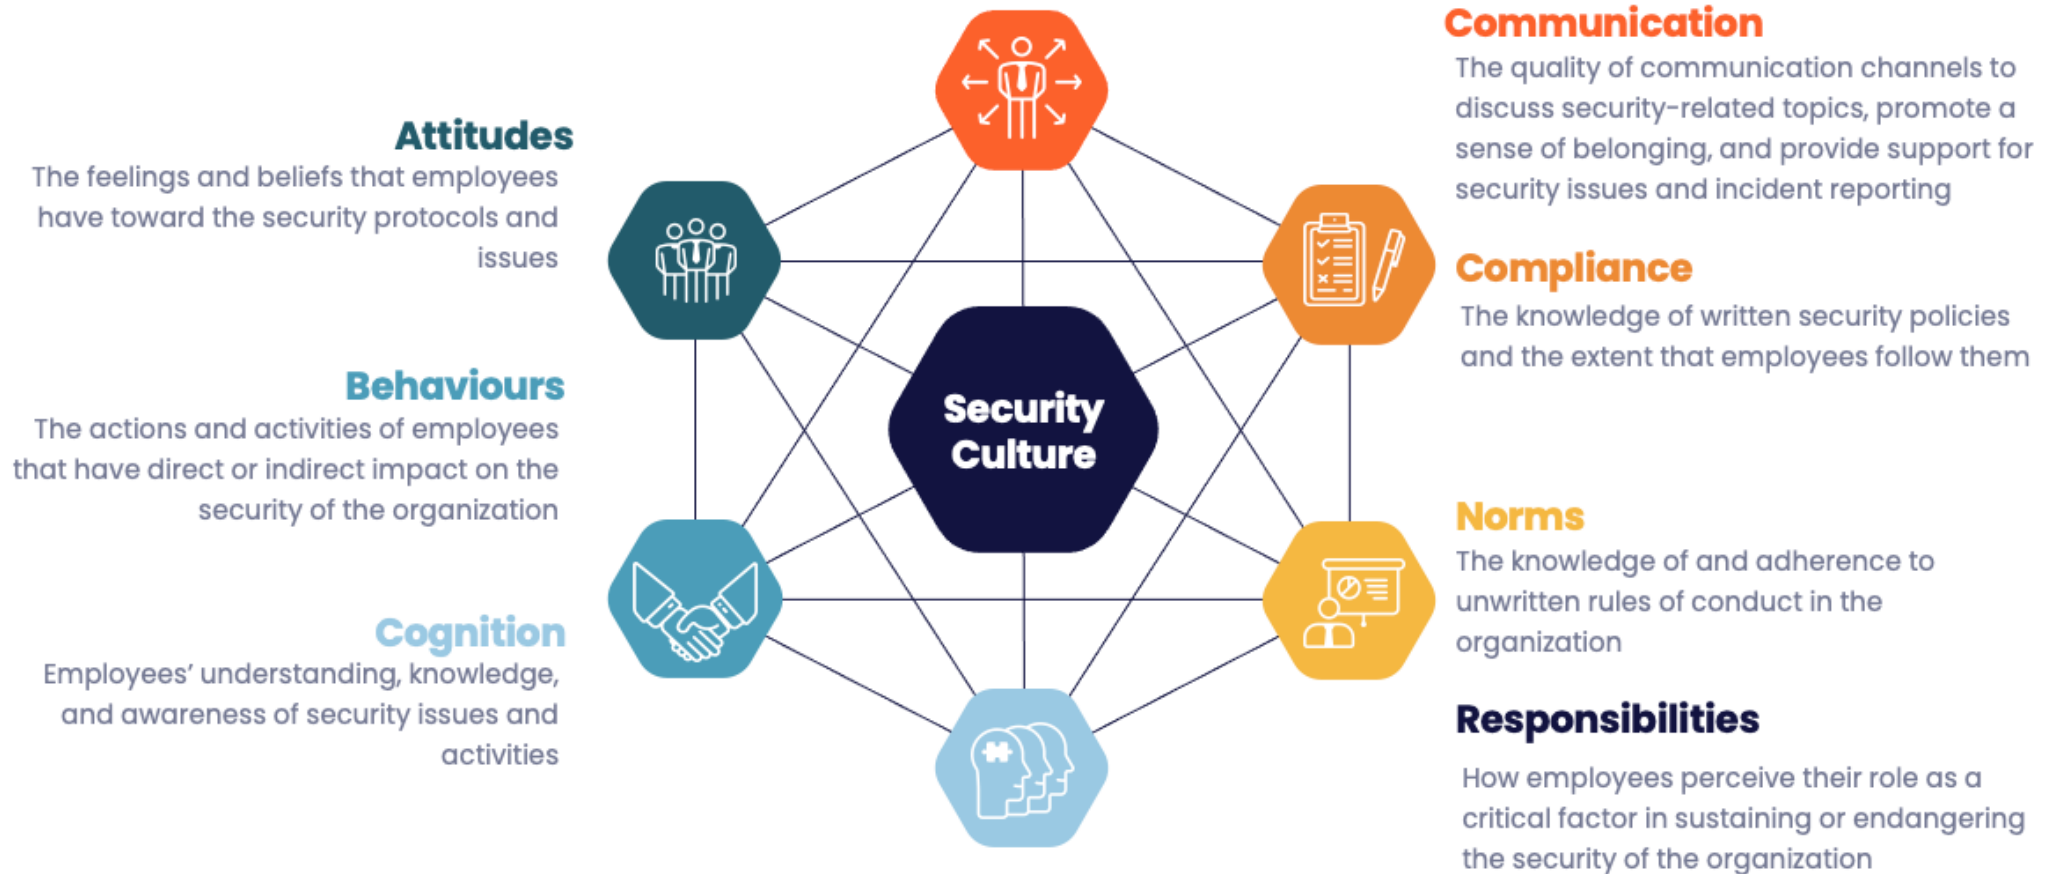 Attitudes
The feelings and beliefs that employees
have toward the security protocols and
issues
Behaviours
The actions and activities of employees
that have direct or indirect impact on the
security of the organization
Cognition
Employees’ understanding, knowledge,
and awareness of security issues and
activities
Security
Culture
Communication
The quality of communication channels to
discuss security-related topics, promote a
sense of belonging, and provide support for
security issues and incident reporting
Compliance
The knowledge of written security policies
and the extent that employees follow them
Norms
The knowledge of and adherence to
unwritten rules of conduct in the
organization
Responsibilities
How employees perceive their role as a
critical factor in sustaining or endangering
the security of the organization